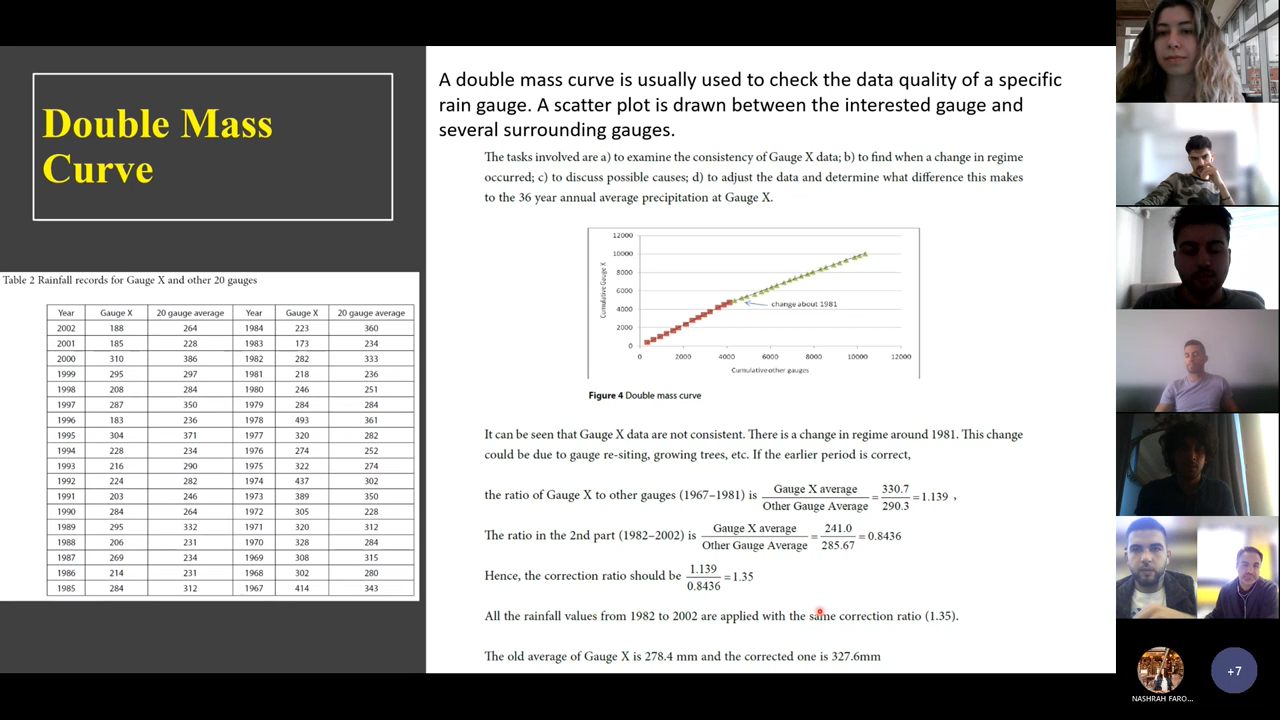 Double Mass
Curve
A double mass curve is usually used to check the data quality of a specific
rain gauge. A scatter plot is drawn between the interested gauge and
several surrounding gauges.
The tasks involved are a) to examine the consistency of Gauge X data; b) to find when a change in regime
occurred; c) to discuss possible causes; d) to adjust the data and determine what difference this makes
to the 36 year annual average precipitation at Gauge X.
Table 2 Rainfall records for Gauge X and other 20 gauges
Year Gauge X 20 gauge average Year Gauge X 20 gauge average
2002 188 264 1984 223 360
2001 185 228 1983 173 234
2000 310 386 1982 282 333
1999 295 297 1981 218 236
1998 208 284 1980 246 251
1997 287 350 1979 284 284
1996 183 236 1978 493 361
1995 304 371 1977 320 282
1994 228 234 1976 274 252
1993 216 290 1975 322 274
1992 224 282 1974 437 302
1991 203 246 1973 389 350
1990 284 264 1972 305 228
1989 295 332 1971 320 312
1988 206 231 1970 328 284
1987 269 234 1969 308 315
1986 214 231 1968 302 280
1985 284 312 1967 414 343
12000
10000
8000
6000
4000
2000
0
Cumulative Gauge X
change about 1981
0 2000 4000 6000 8000 10000 12000
Cumulative other gauges
Figure 4 Double mass curve
It can be seen that Gauge X data are not consistent. There is a change in regime around 1981. This change
could be due to gauge re-siting, growing trees, etc. If the earlier period is correct,
the ratio of Gauge X to other gauges (1967–1981) is Gauge X average / Other Gauge Average = 330.7 / 290.3 = 1.139 ,
The ratio in the 2nd part (1982–2002) is Gauge X average / Other Gauge Average = 241.0 / 285.67 = 0.8436
Hence, the correction ratio should be 1.139 / 0.8436 = 1.35
All the rainfall values from 1982 to 2002 are applied with the same correction ratio (1.35).
The old average of Gauge X is 278.4 mm and the corrected one is 327.6mm
NASHRAH FARO...
+7